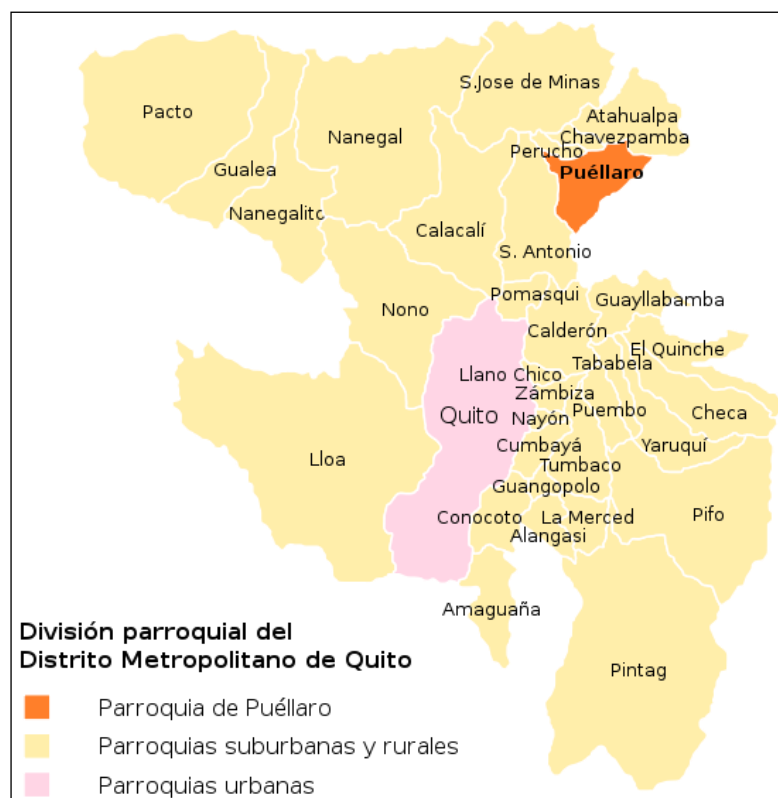 S.Jose de Minas
Pacto
Atahualpa
Nanegal
Chavezpamba
Perucho
Gualea
Puéllaro
Nanegalito
Calacalí
S. Antonio
Pomasqui
Guayllabamba
Nono
Calderón
El Quinche
Tababela
Llano Chico
Zámbiza
Puembo
Checa
Quito
Nayón
Cumbayá
Yaruquí
Lloa
Tumbaco
Guangopolo
Conocoto
La Merced
Pifo
Alangasi
Amaguaña
Pintag
División parroquial del
Distrito Metropolitano de Quito
Parroquia de Puéllaro
Parroquias suburbanas y rurales
Parroquias urbanas